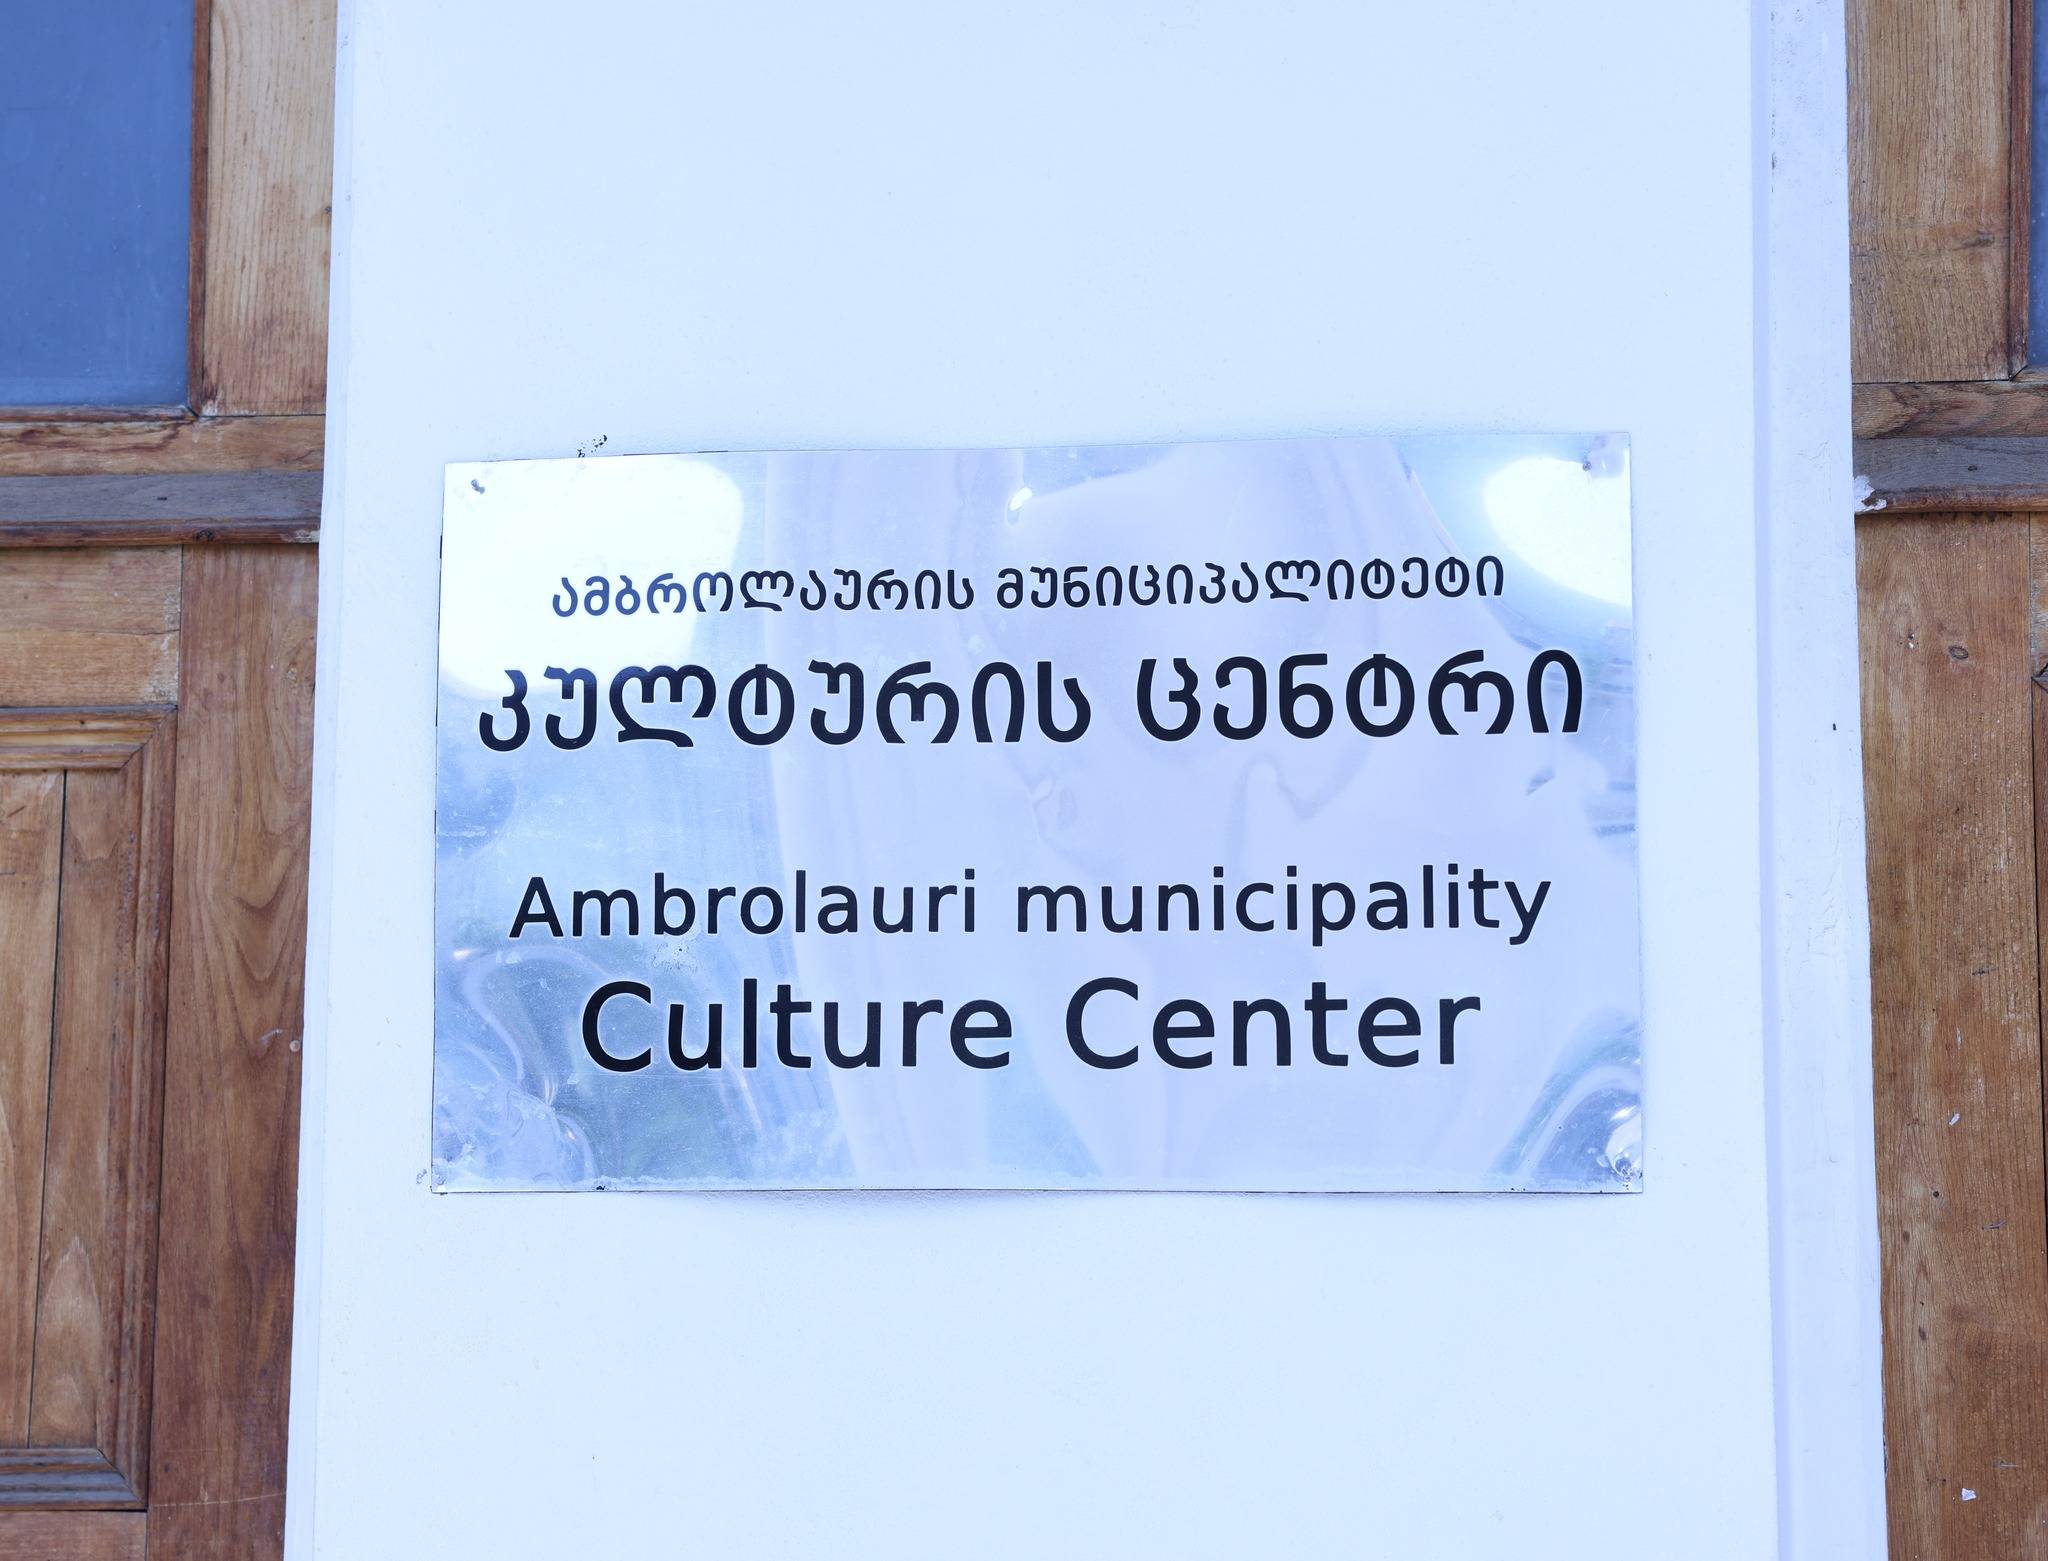 ამბროლაურის მუნიციპალიტეტი
კულტურის ცენტრი
Ambrolauri municipality
Culture Center